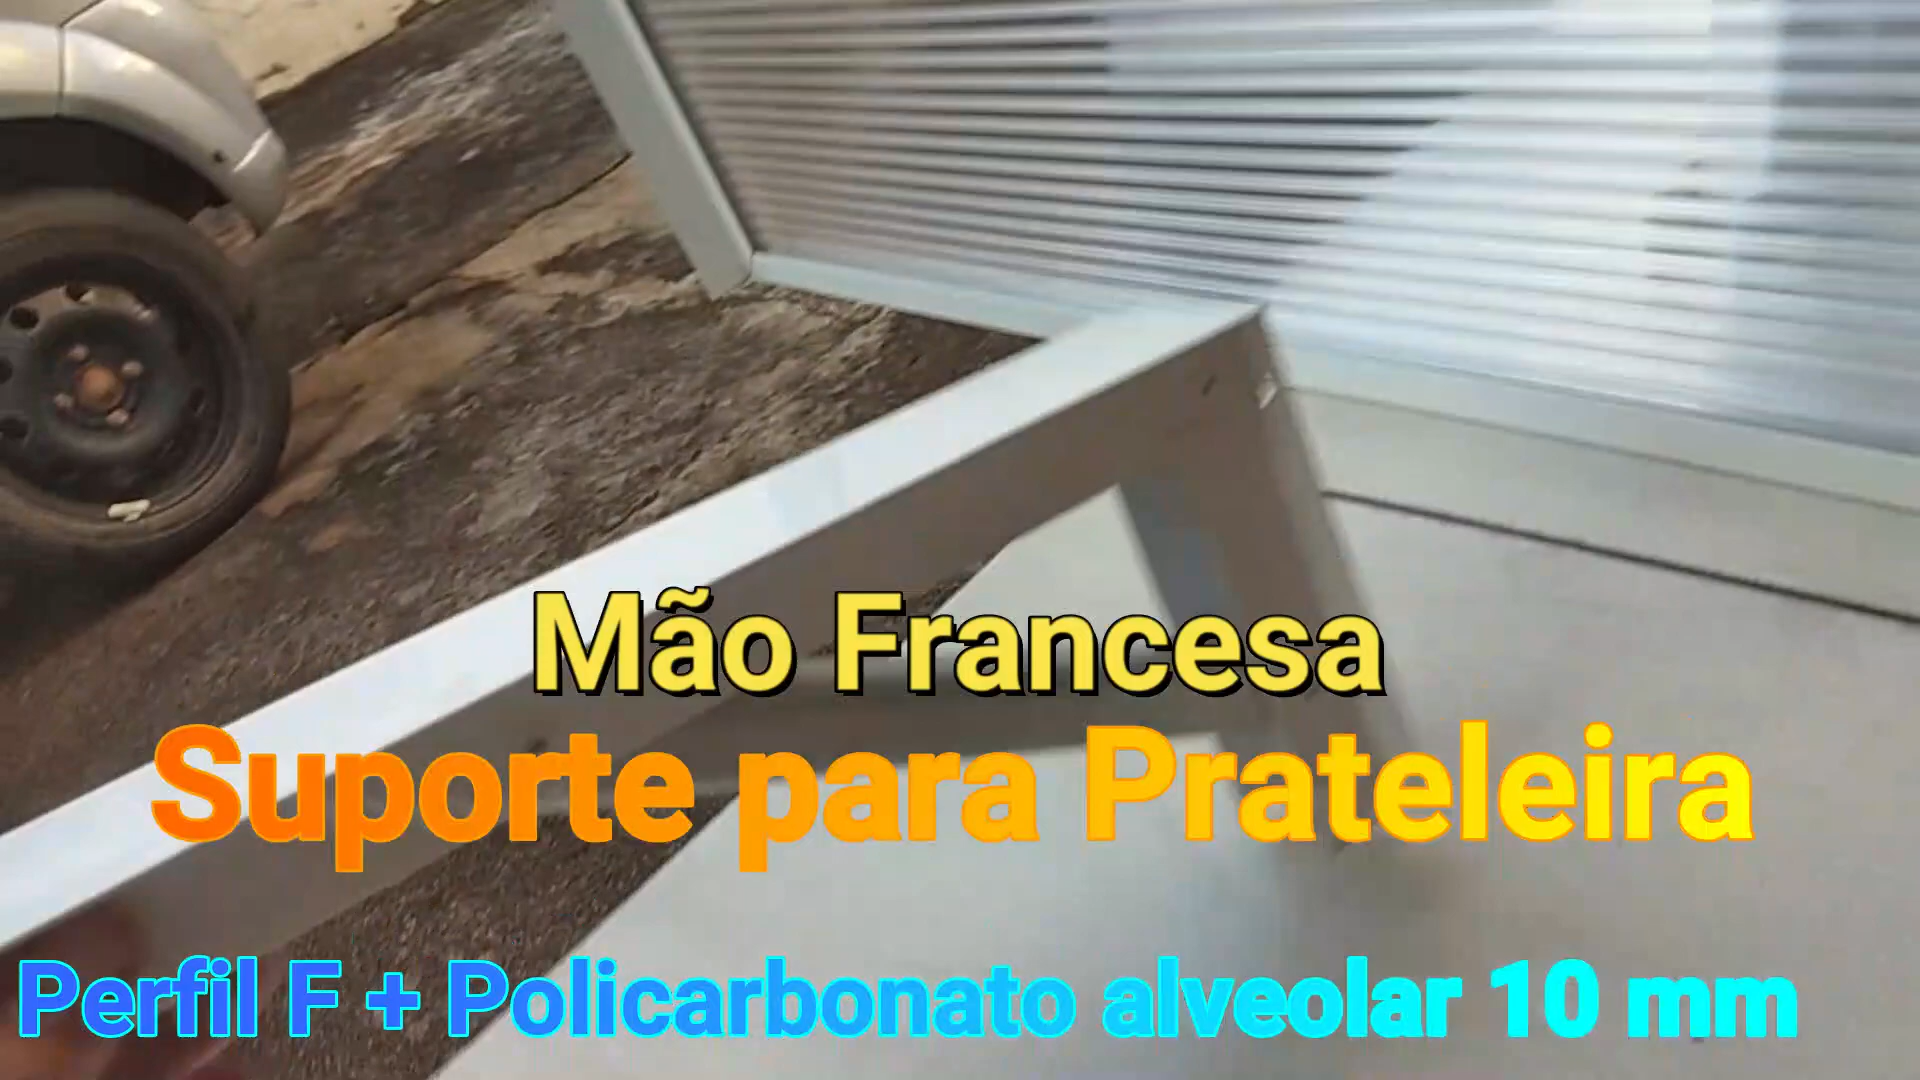 Mão Francesa
Suporte para Prateleira
Perfil F + Policarbonato alveolar 10 mm